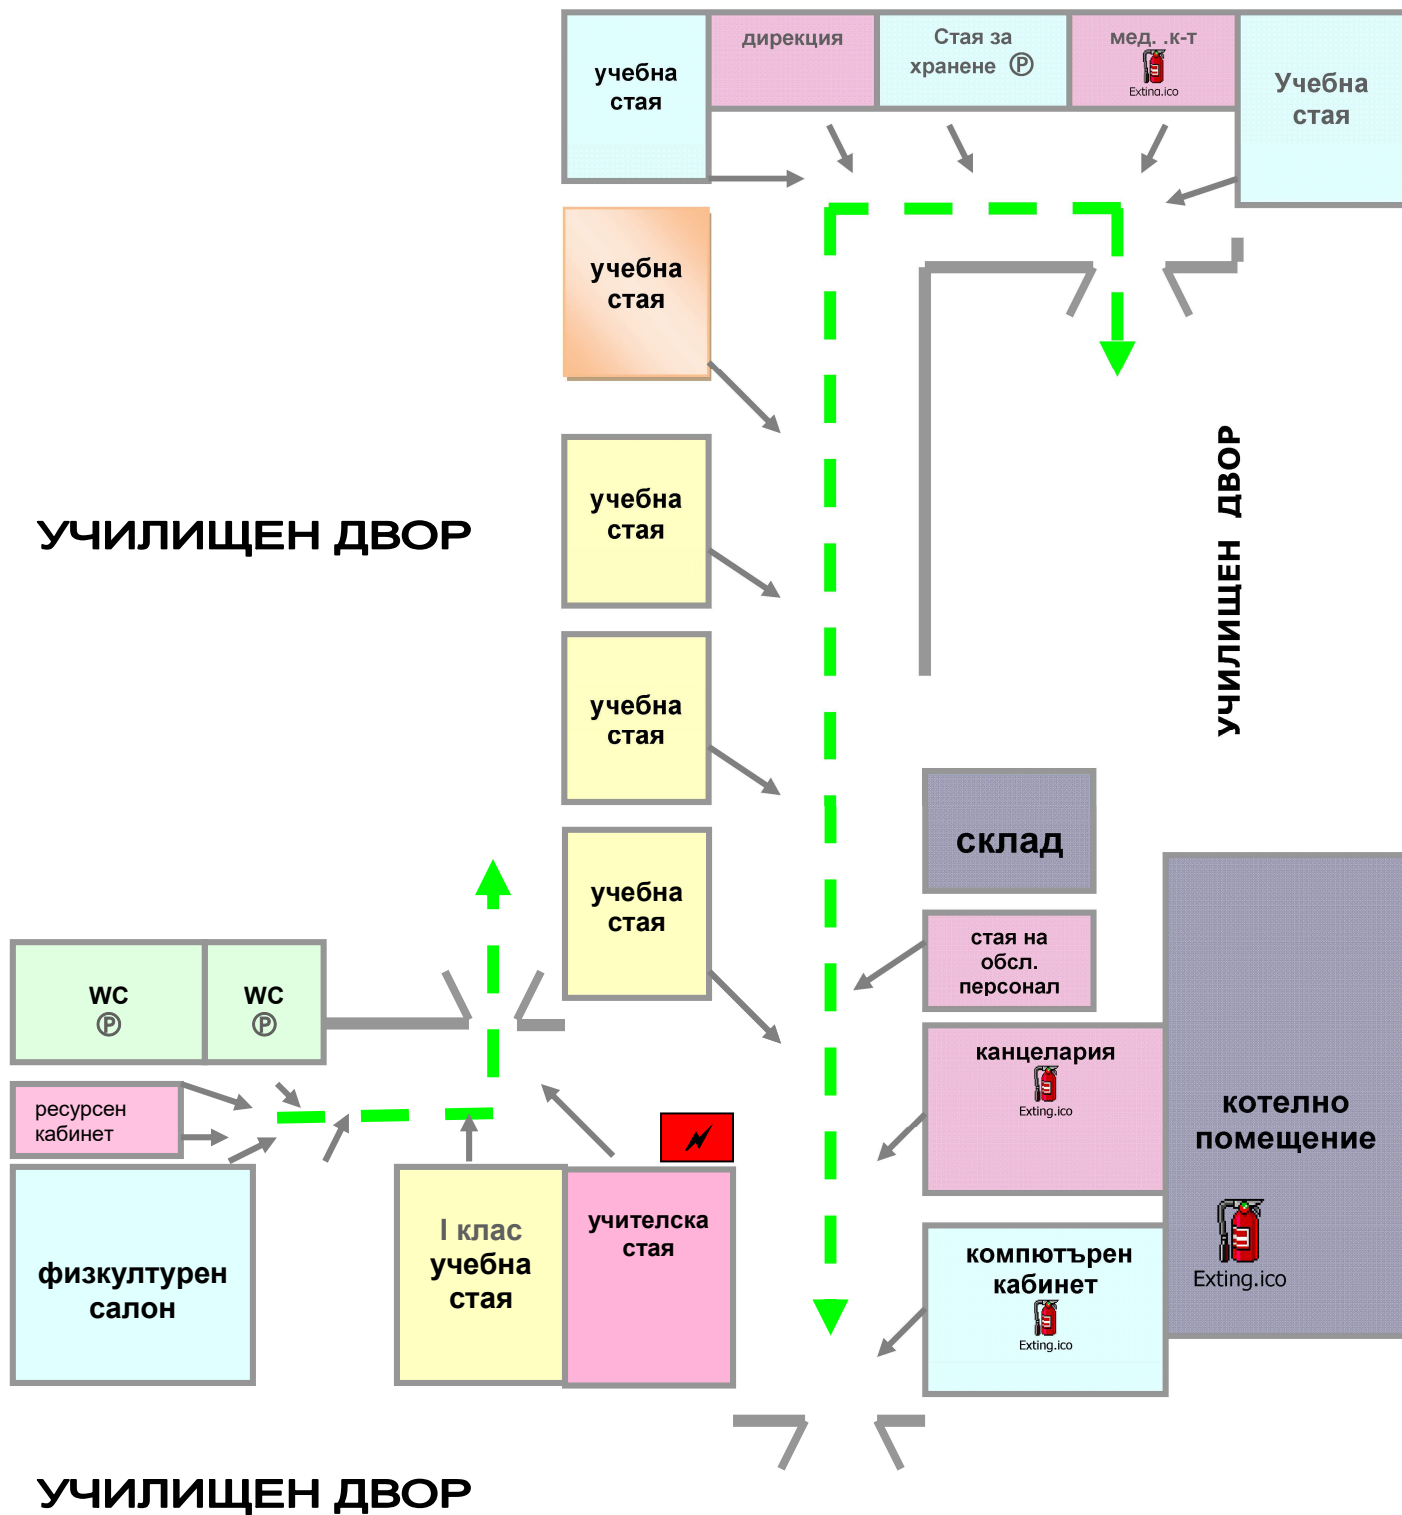 учебна
стая
дирекция
Стая за
хранене Ⓟ
мед. .к-т
Exting.ico
Учебна
стая
учебна
стая
учебна
стая
УЧИЛИЩЕН ДВОР
УЧИЛИЩЕН ДВОР
учебна
стая
склад
учебна
стая
стая на
обсл.
персонал
WC
Ⓟ
WC
Ⓟ
канцелария
Exting.ico
ресурсен
кабинет
котелно
помещение
Exting.ico
физкултурен
салон
I клас
учебна
стая
учителска
стая
компютърен
кабинет
Exting.ico
УЧИЛИЩЕН ДВОР